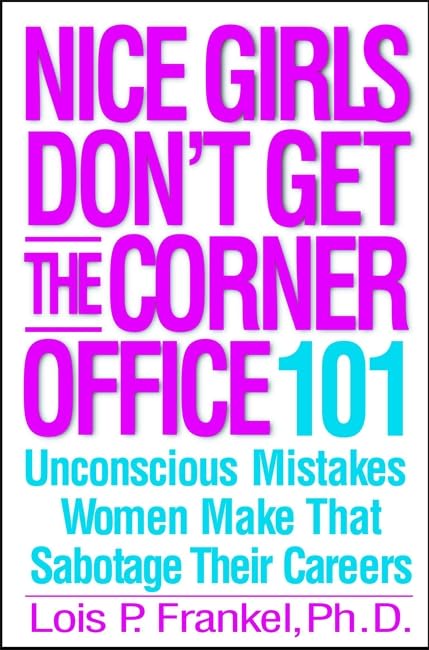 NICE GIRLS
DON'T GET
THE CORNER
OFFICE 101
Unconscious Mistakes
Women Make That
Sabotage Their Careers
Lois P. Frankel, Ph.D.